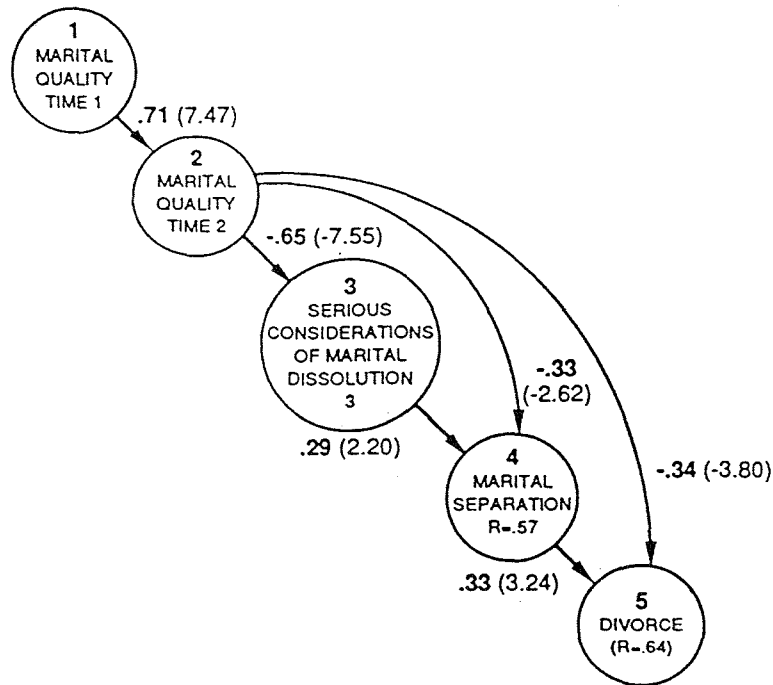 1
MARITAL
QUALITY
TIME 1
.71 (7.47)
2
MARITAL
QUALITY
TIME 2
-.65 (-7.55)
3
SERIOUS
CONSIDERATIONS
OF MARITAL
DISSOLUTION
3
-.33
(-2.62)
.29 (2.20)
4
MARITAL
SEPARATION
R=.57
-.34 (-3.80)
.33 (3.24)
5
DIVORCE
(R=.64)